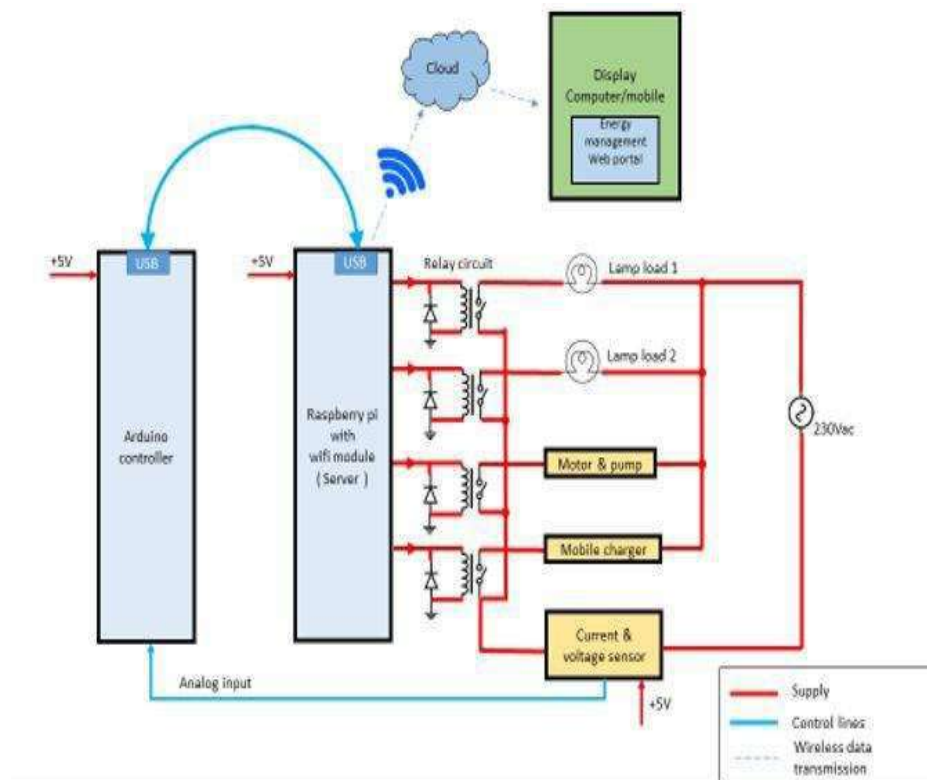 Cloud
Display
Computer/mobile
Energy
management
Web portal
+5V
USB
+5V
USB
Relay circuit
Lamp load 1
Lamp load 2
230Vac
Arduino
controller
Raspberry pi
with
wifi module
( Server )
Motor & pump
Mobile charger
Current &
voltage sensor
Analog input
+5V
Supply
Control lines
Wireless data
transmission